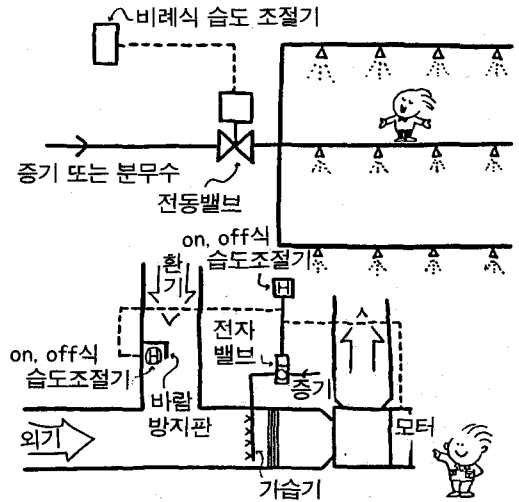 비례식 습도 조절기
증기 또는 분무수
전동밸브
on, off식
습도조절기
환
기
H
전자
밸브
증기
on, off식
습도조절기
H
바람
방지판
외기
모터
가습기